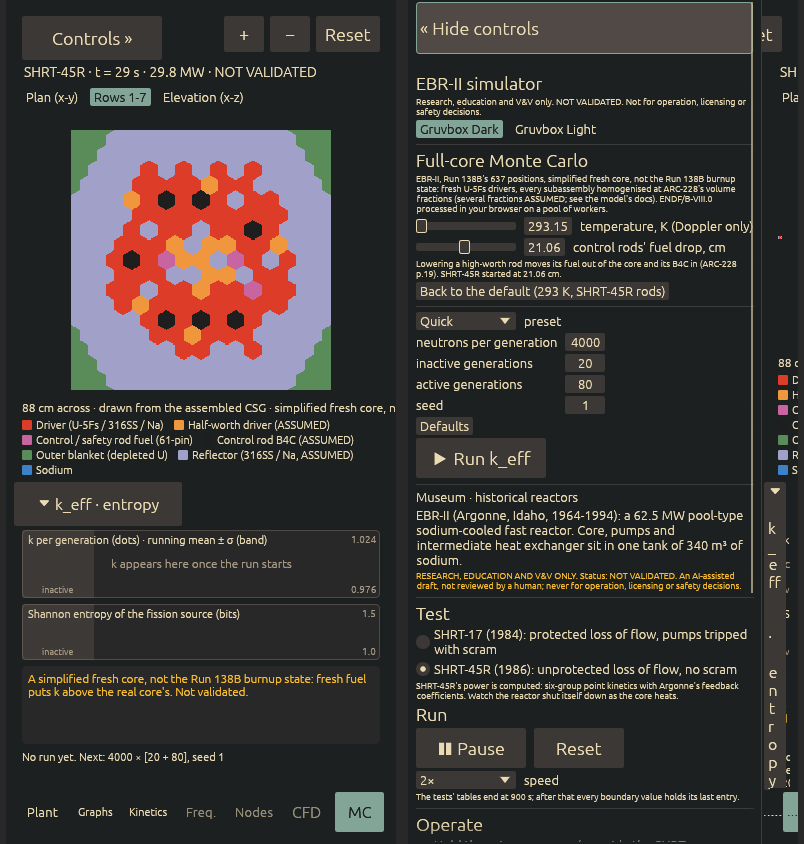 Controls »
+
−
Reset
SHRT-45R · t = 29 s · 29.8 MW · NOT VALIDATED
Plan (x-y)
Rows 1-7
Elevation (x-z)
88 cm across · drawn from the assembled CSG · simplified fresh core, n
Driver (U-5Fs / 316SS / Na)
Half-worth driver (ASSUMED)
Control / safety rod fuel (61-pin)
Control rod B4C (ASSUMED)
Outer blanket (depleted U)
Reflector (316SS / Na, ASSUMED)
Sodium
k_eff · entropy
k per generation (dots) · running mean ± σ (band)
1.024
k appears here once the run starts
inactive
0.976
Shannon entropy of the fission source (bits)
1.5
inactive
1.0
A simplified fresh core, not the Run 138B burnup state: fresh fuel
puts k above the real core's. Not validated.
No run yet. Next: 4000 × [20 + 80], seed 1
Plant
Graphs
Kinetics
Freq.
Nodes
CFD
MC
« Hide controls
EBR-II simulator
Research, education and V&V only. NOT VALIDATED. Not for operation, licensing or
safety decisions.
Gruvbox Dark
Gruvbox Light
Full-core Monte Carlo
EBR-II, Run 138B's 637 positions, simplified fresh core, not the Run 138B burnup
state: fresh U-5Fs drivers, every subassembly homogenised at ARC-228's volume
fractions (several fractions ASSUMED; see the model's docs). ENDF/B-VIII.0
processed in your browser on a pool of workers.
293.15
temperature, K (Doppler only)
21.06
control rods' fuel drop, cm
Lowering a high-worth rod moves its fuel out of the core and its B4C in (ARC-228
p.19). SHRT-45R started at 21.06 cm.
Back to the default (293 K, SHRT-45R rods)
Quick
preset
neutrons per generation
4000
inactive generations
20
active generations
80
seed
1
Defaults
Run k_eff
Museum · historical reactors
EBR-II (Argonne, Idaho, 1964-1994): a 62.5 MW pool-type
sodium-cooled fast reactor. Core, pumps and
intermediate heat exchanger sit in one tank of 340 m³ of
sodium.
RESEARCH, EDUCATION AND V&V ONLY. Status: NOT VALIDATED. An AI-assisted
draft, not reviewed by a human; never for operation, licensing or safety decisions.
Test
SHRT-17 (1984): protected loss of flow, pumps tripped
with scram
SHRT-45R (1986): unprotected loss of flow, no scram
SHRT-45R's power is computed: six-group point kinetics with Argonne's feedback
coefficients. Watch the reactor shut itself down as the core heats.
Run
Pause
Reset
2×
speed
The tests' tables end at 900 s; after that every boundary value holds its last entry.
Operate
et
SH
Pla
88 c
D
H
C
C
O
R
S
k
_
e
ff
·
e
n
t
r
o
p
y